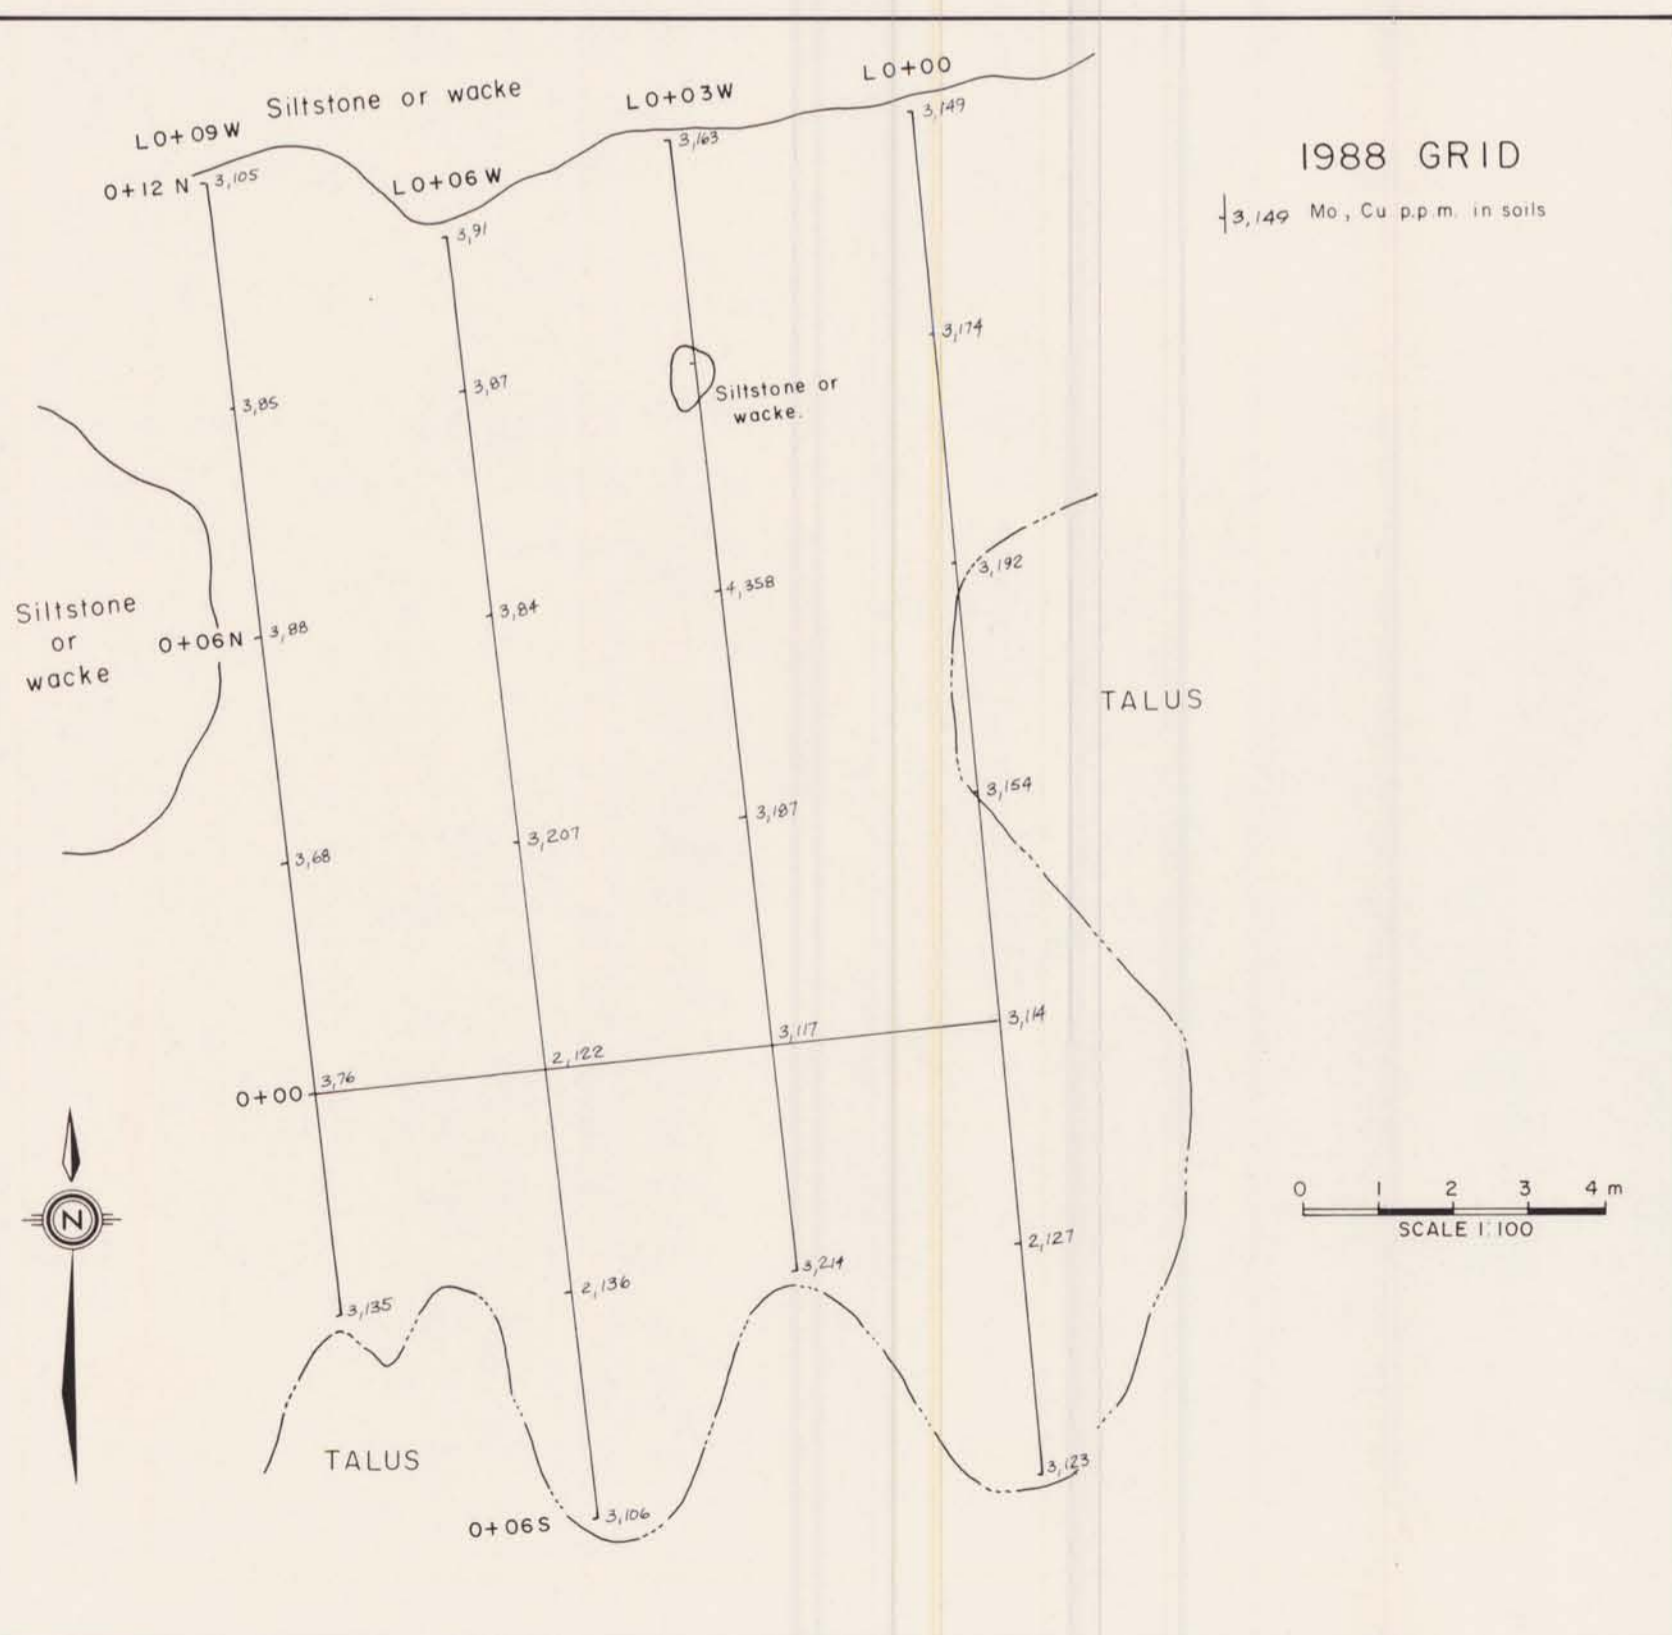 L 0+00
L 0+03W
Siltstone or wacke
L 0+09W
L 0+06W
0+12 N
3,105
3,91
3,163
3,149
1988 GRID
3,149 Mo, Cu p.p.m. in soils
3,174
3,85
3,87
Siltstone or
wacke.
3,192
4,358
Siltstone
or
wacke
0+06N
3,88
3,84
TALUS
3,154
3,187
3,207
3,68
3,114
3,117
2,122
3,76
0+00
N
0 1 2 3 4 m
SCALE 1:100
2,127
3,214
2,136
3,135
TALUS
3,123
0+06S
3,106